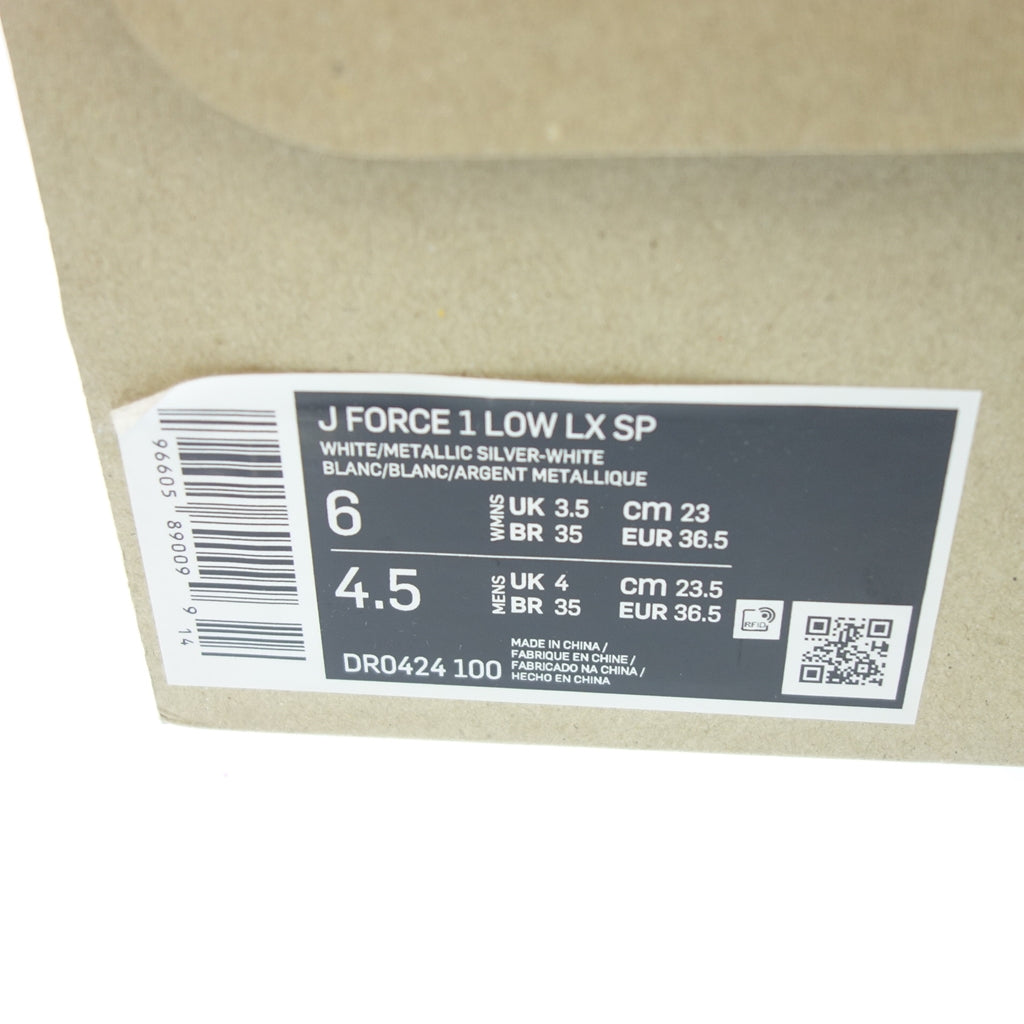 J FORCE 1 LOW LX SP
WHITE/METALLIC SILVER-WHITE
BLANC/BLANC/ARGENT METALLIQUE
6 WMNS UK 3.5 cm 23
BR 35 EUR 36.5
4.5 MENS UK 4 cm 23.5
BR 35 EUR 36.5
RFID
DR0424 100
MADE IN CHINA /
FABRIQUE EN CHINE /
FABRICADO NA CHINA /
HECHO EN CHINA
96605 89009 9 14